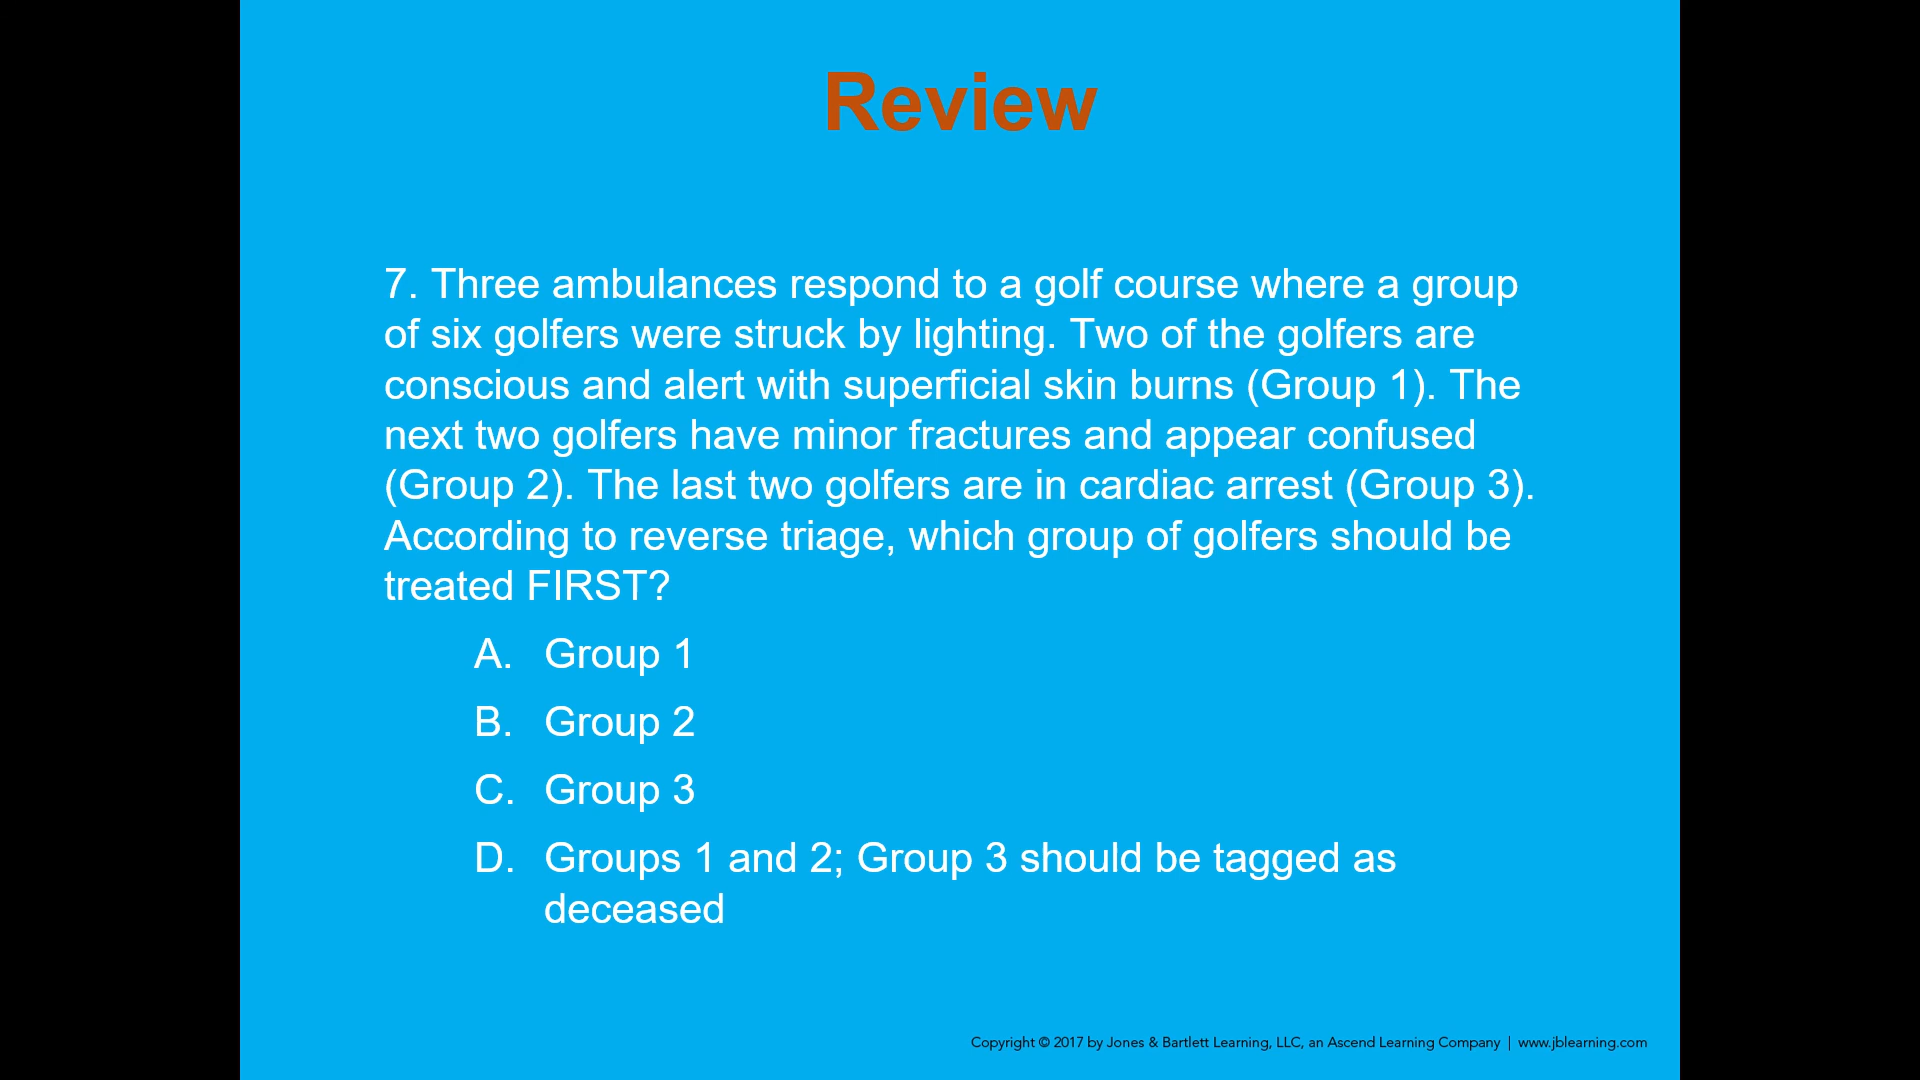 Review
7. Three ambulances respond to a golf course where a group
of six golfers were struck by lighting. Two of the golfers are
conscious and alert with superficial skin burns (Group 1). The
next two golfers have minor fractures and appear confused
(Group 2). The last two golfers are in cardiac arrest (Group 3).
According to reverse triage, which group of golfers should be
treated FIRST?
A. Group 1
B. Group 2
C. Group 3
D. Groups 1 and 2; Group 3 should be tagged as
deceased
Copyright © 2017 by Jones & Bartlett Learning, LLC, an Ascend Learning Company | www.jblearning.com